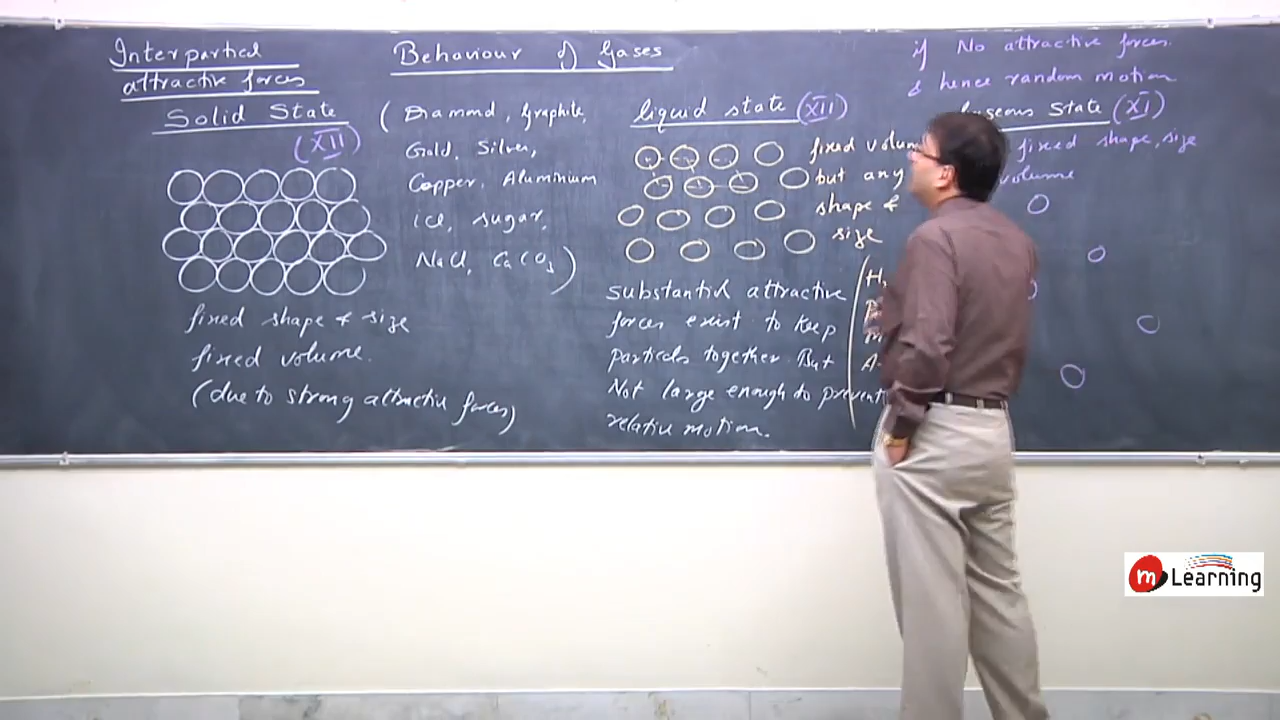 Interparticl
attractive forces
Behaviour of Gases
Solid State
(XII)
(Diamond, Graphite,
Gold, Silver,
Copper, Aluminium
ice, sugar,
NaCl, CaCO3)
fixed shape & size
fixed volume.
(due to strong attractive forces)
liquid state (XII)
fixed volum
but any
shape &
size
substantial attractive
forces exist to keep
particles together. But
Not large enough to prevent
relative motion.
if No attractive forces.
& hence random motion
seous State (XI)
fixed shape, size
volume
m Learning